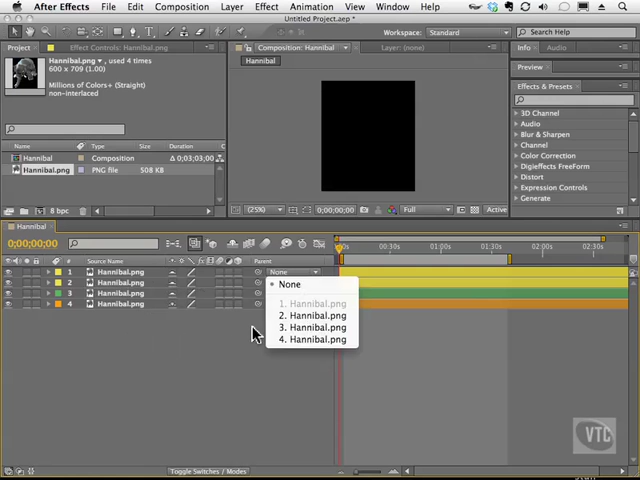 After Effects File Edit Composition Layer Effect Animation View Window Help
Untitled Project.aep *
Workspace: Standard Search Help
Project Effect Controls: Hannibal.png Composition: Hannibal Layer: (none) Info Audio
Hannibal.png , used 4 times
600 x 709 (1.00)
Hannibal
Preview
Millions of Colors+ (Straight)
non-interlaced
Effects & Presets
3D Channel
Audio
Blur & Sharpen
Channel
Color Correction
Digieffects FreeForm
Distort
Expression Controls
Generate
Name Type Size Duration
Hannibal Composition 0;03;03;00
Hannibal.png PNG file 508 KB
8 bpc
(25%) 0;00;00;00 Full Active
Hannibal
0;00;00;00
00s 00:30s 01:00s 01:30s 02:00s 02:30s
# Source Name Parent
1 Hannibal.png None
2 Hannibal.png
3 Hannibal.png
4 Hannibal.png
None
1. Hannibal.png
2. Hannibal.png
3. Hannibal.png
4. Hannibal.png
VTC
Toggle Switches / Modes